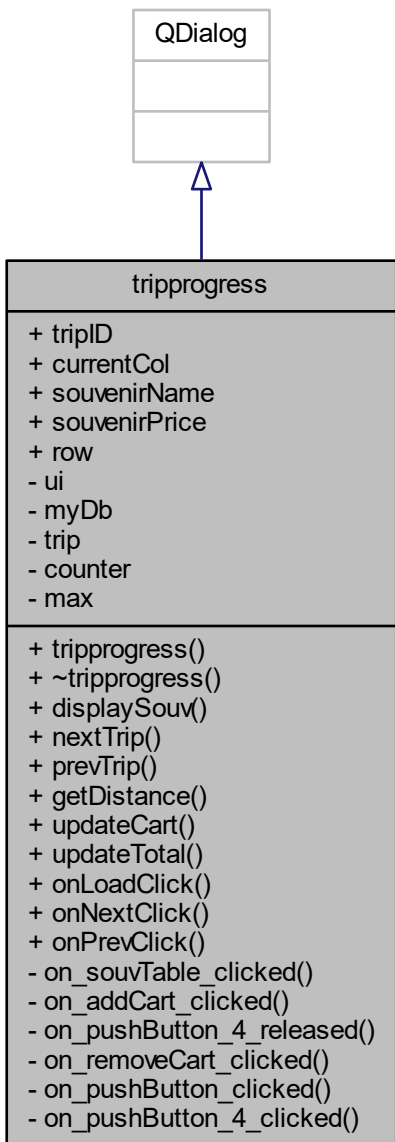 QDialog
tripprogress
+ tripID
+ currentCol
+ souvenirName
+ souvenirPrice
+ row
- ui
- myDb
- trip
- counter
- max
+ tripprogress()
+ ~tripprogress()
+ displaySouv()
+ nextTrip()
+ prevTrip()
+ getDistance()
+ updateCart()
+ updateTotal()
+ onLoadClick()
+ onNextClick()
+ onPrevClick()
- on_souvTable_clicked()
- on_addCart_clicked()
- on_pushButton_4_released()
- on_removeCart_clicked()
- on_pushButton_clicked()
- on_pushButton_4_clicked()